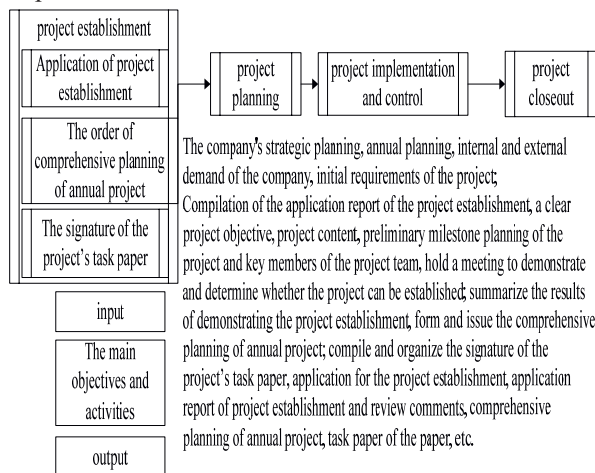 project establishment
Application of project
establishment
The order of
comprehensive planning
of annual project
The signature of the
project's task paper
project
planning
project implementation
and control
project
closeout
input
The main
objectives and
activities
output
The company's strategic planning, annual planning, internal and external
demand of the company, initial requirements of the project;
Compilation of the application report of the project establishment, a clear
project objective, project content, preliminary milestone planning of the
project and key members of the project team, hold a meeting to demonstrate
and determine whether the project can be established; summarize the results
of demonstrating the project establishment, form and issue the comprehensive
planning of annual project; compile and organize the signature of the
project's task paper, application for the project establishment, application
report of project establishment and review comments, comprehensive
planning of annual project, task paper of the paper, etc.